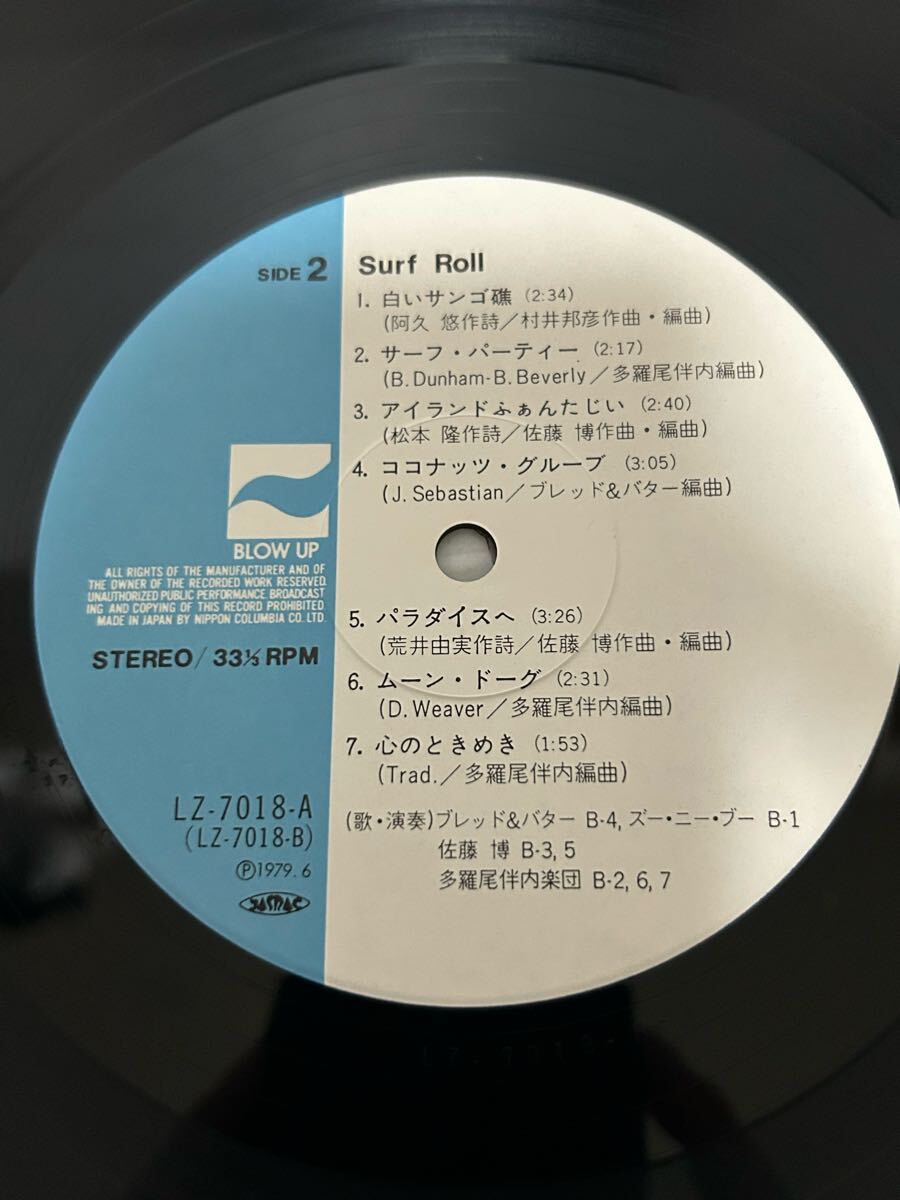 SIDE 2
Surf Roll
1. 白いサンゴ礁 (2:34)
(阿久 悠作詩/村井邦彦作曲・編曲)
2. サーフ・パーティー (2:17)
(B. Dunham-B. Beverly/多羅尾伴内編曲)
3. アイランドふぁんたじい (2:40)
(松本 隆作詩/佐藤 博作曲・編曲)
4. ココナッツ・グルーブ (3:05)
(J. Sebastian/ブレッド&バター編曲)
BLOW UP
ALL RIGHTS OF THE MANUFACTURER AND OF
THE OWNER OF THE RECORDED WORK RESERVED.
UNAUTHORIZED PUBLIC PERFORMANCE, BROADCAST
ING AND COPYING OF THIS RECORD PROHIBITED.
MADE IN JAPAN BY NIPPON COLUMBIA CO. LTD.
STEREO/33⅓ RPM
5. パラダイスへ (3:26)
(荒井由実作詩/佐藤 博作曲・編曲)
6. ムーン・ドーグ (2:31)
(D. Weaver/多羅尾伴内編曲)
7. 心のときめき (1:53)
(Trad./多羅尾伴内編曲)
LZ-7018-A
(LZ-7018-B)
Ⓟ1979. 6
JASRAC
(歌・演奏)ブレッド&バター B-4, ズー・ニー・ブー B-1
佐藤 博 B-3, 5
多羅尾伴内楽団 B-2, 6, 7